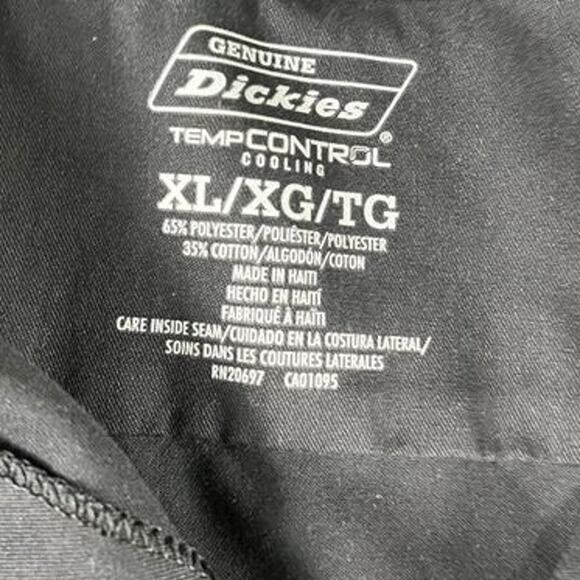 GENUINE
Dickies
®
TEMPCONTROL
COOLING
XL/XG/TG
65% POLYESTER/POLIÉSTER/POLYESTER
35% COTTON/ALGODÓN/COTON
MADE IN HAITI
HECHO EN HAITÍ
FABRIQUÉ À HAÏTI
CARE INSIDE SEAM/CUIDADO EN LA COSTURA LATERAL/
SOINS DANS LES COUTURES LATERALES
RN20697 CA01095